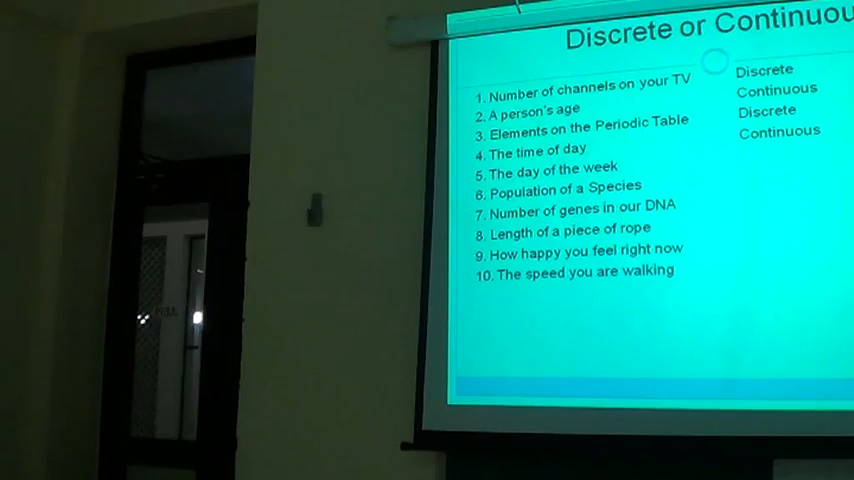 Discrete or Continuou
1. Number of channels on your TV
2. A person's age
3. Elements on the Periodic Table
4. The time of day
5. The day of the week
6. Population of a Species
7. Number of genes in our DNA
8. Length of a piece of rope
9. How happy you feel right now
10. The speed you are walking
Discrete
Continuous
Discrete
Continuous
PULL